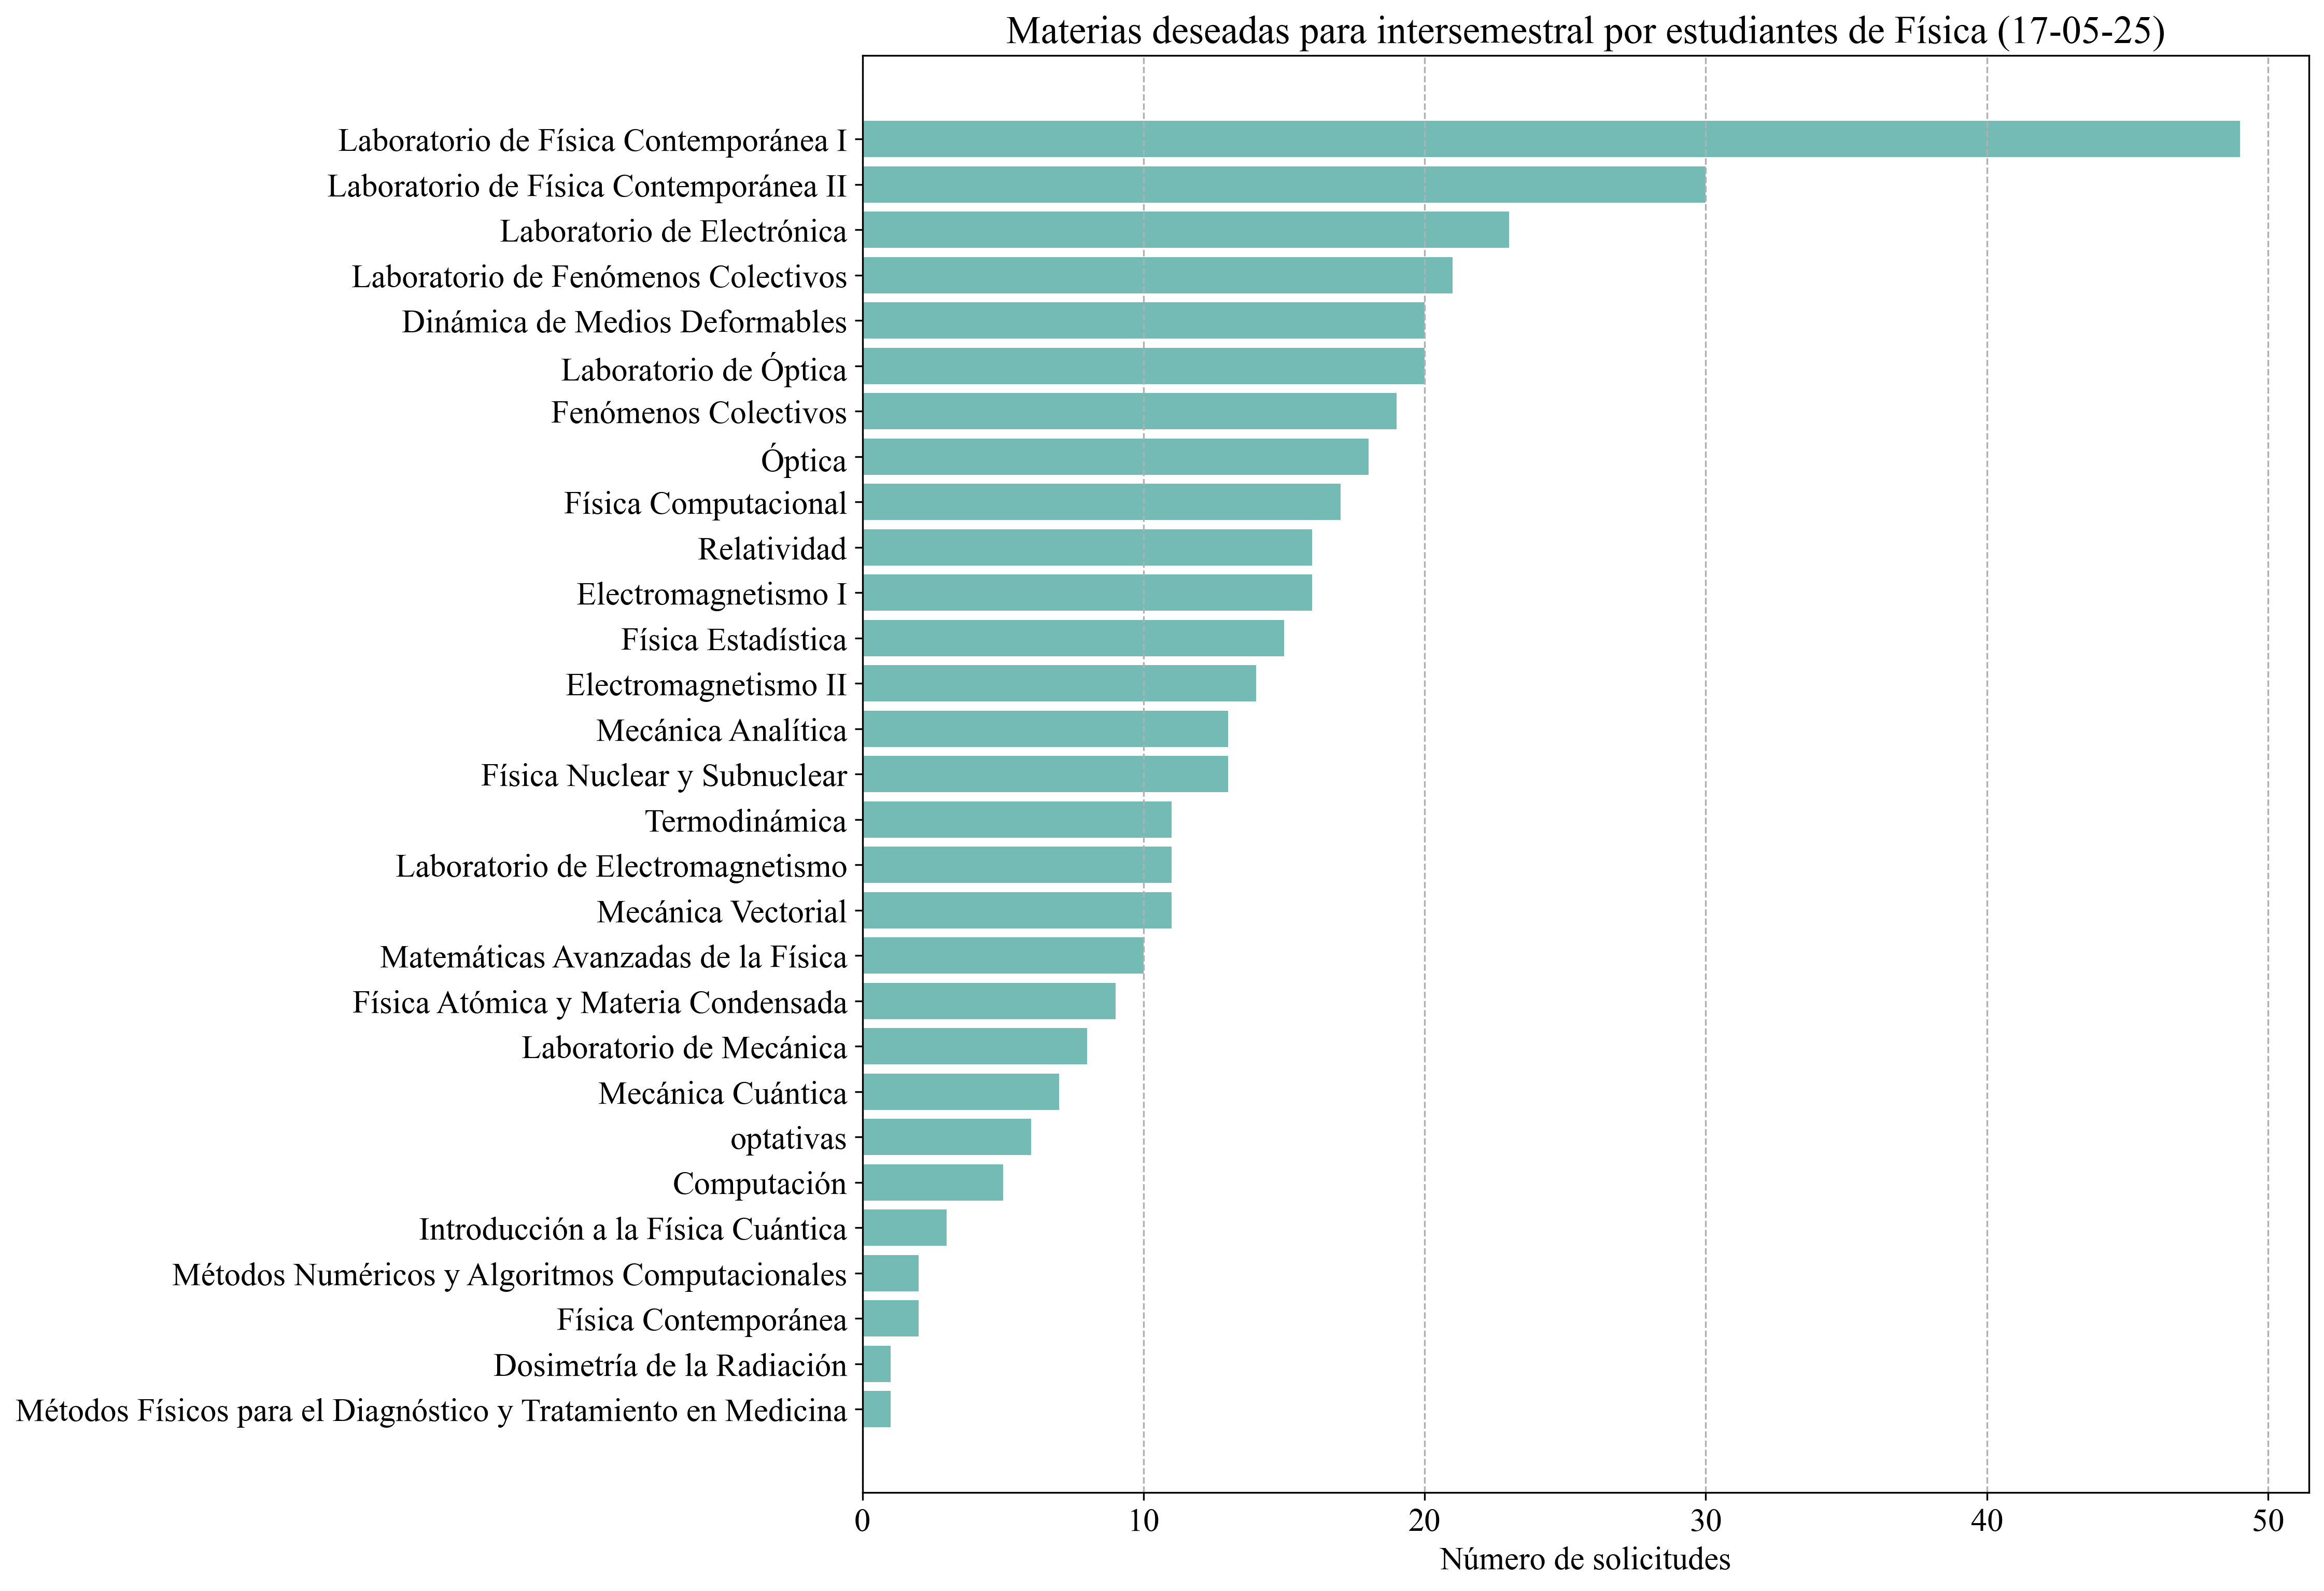 Materias deseadas para intersemestral por estudiantes de Física (17-05-25)
Laboratorio de Física Contemporánea I
Laboratorio de Física Contemporánea II
Laboratorio de Electrónica
Laboratorio de Fenómenos Colectivos
Dinámica de Medios Deformables
Laboratorio de Óptica
Fenómenos Colectivos
Óptica
Física Computacional
Relatividad
Electromagnetismo I
Física Estadística
Electromagnetismo II
Mecánica Analítica
Física Nuclear y Subnuclear
Termodinámica
Laboratorio de Electromagnetismo
Mecánica Vectorial
Matemáticas Avanzadas de la Física
Física Atómica y Materia Condensada
Laboratorio de Mecánica
Mecánica Cuántica
optativas
Computación
Introducción a la Física Cuántica
Métodos Numéricos y Algoritmos Computacionales
Física Contemporánea
Dosimetría de la Radiación
Métodos Físicos para el Diagnóstico y Tratamiento en Medicina
0 10 20 30 40 50
Número de solicitudes